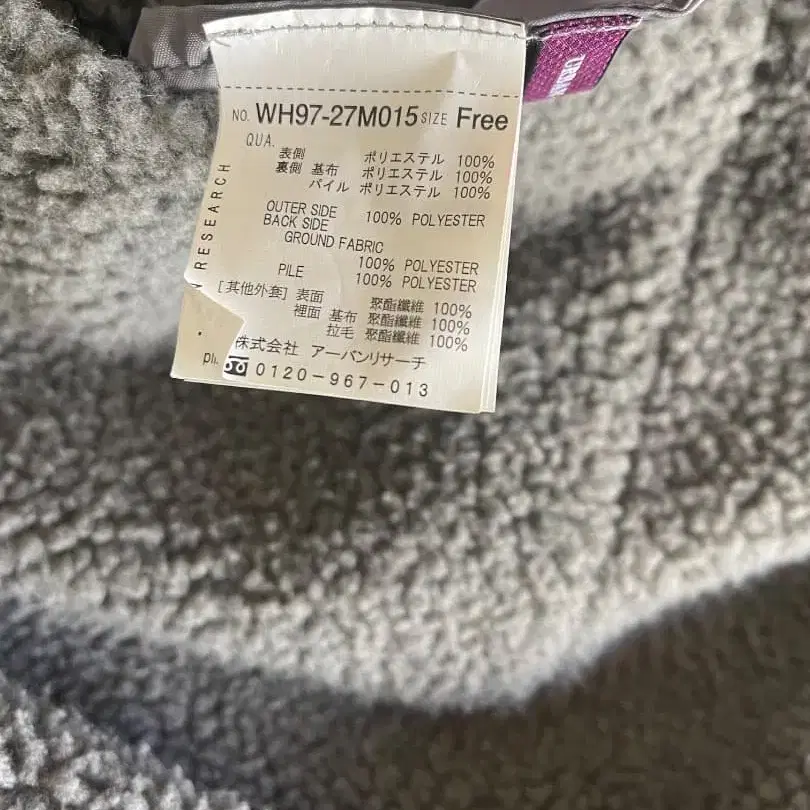 NO. WH97-27M015 SIZE Free
QUA.
表側 ポリエステル 100%
裏側 基布 ポリエステル 100%
パイル ポリエステル 100%
OUTER SIDE 100% POLYESTER
BACK SIDE
GROUND FABRIC
100% POLYESTER
PILE 100% POLYESTER
[其他外套] 表面 聚酯纖維 100%
裡面 基布 聚酯纖維 100%
拉毛 聚酯纖維 100%
株式会社 アーバンリサーチ
0120-967-013
RESEARCH